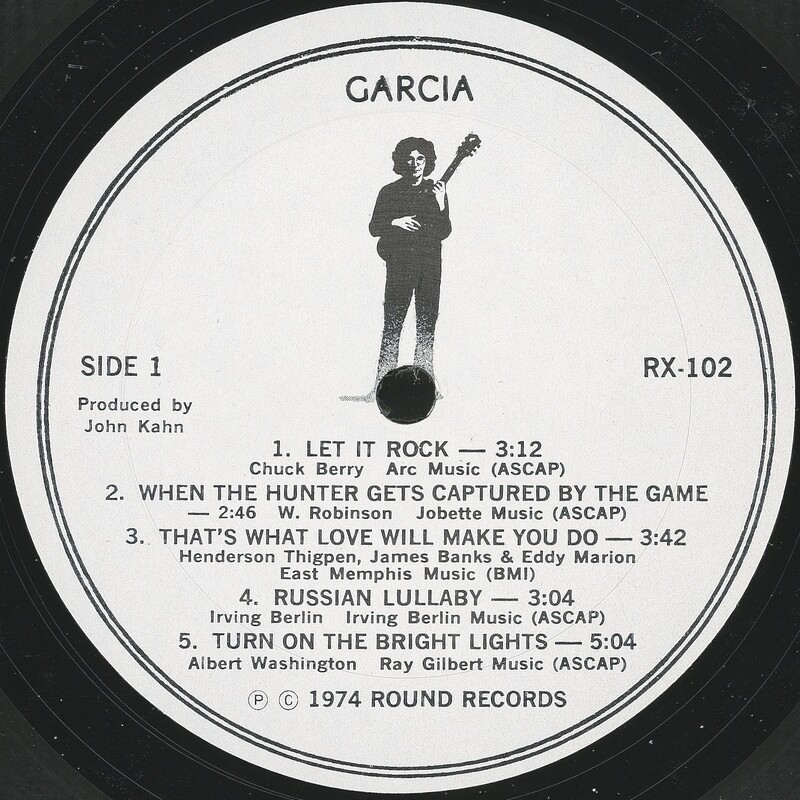 GARCIA
SIDE 1
RX-102
Produced by
John Kahn
1. LET IT ROCK — 3:12
Chuck Berry Arc Music (ASCAP)
2. WHEN THE HUNTER GETS CAPTURED BY THE GAME
— 2:46 W. Robinson Jobette Music (ASCAP)
3. THAT'S WHAT LOVE WILL MAKE YOU DO — 3:42
Henderson Thigpen, James Banks & Eddy Marion
East Memphis Music (BMI)
4. RUSSIAN LULLABY — 3:04
Irving Berlin Irving Berlin Music (ASCAP)
5. TURN ON THE BRIGHT LIGHTS — 5:04
Albert Washington Ray Gilbert Music (ASCAP)
Ⓟ Ⓒ 1974 ROUND RECORDS